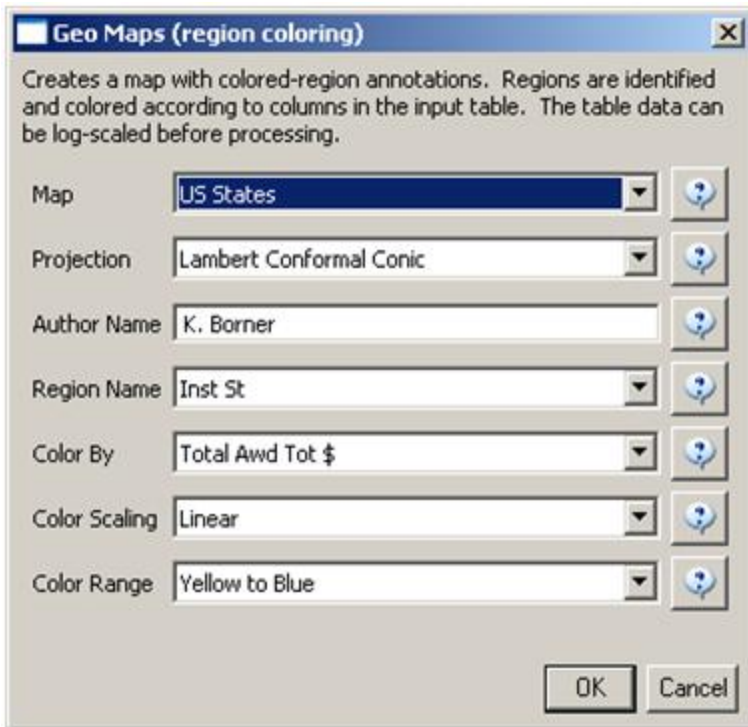 Geo Maps (region coloring)
Creates a map with colored-region annotations. Regions are identified
and colored according to columns in the input table. The table data can
be log-scaled before processing.
Map US States
Projection Lambert Conformal Conic
Author Name K. Borner
Region Name Inst St
Color By Total Awd Tot $
Color Scaling Linear
Color Range Yellow to Blue
OK Cancel